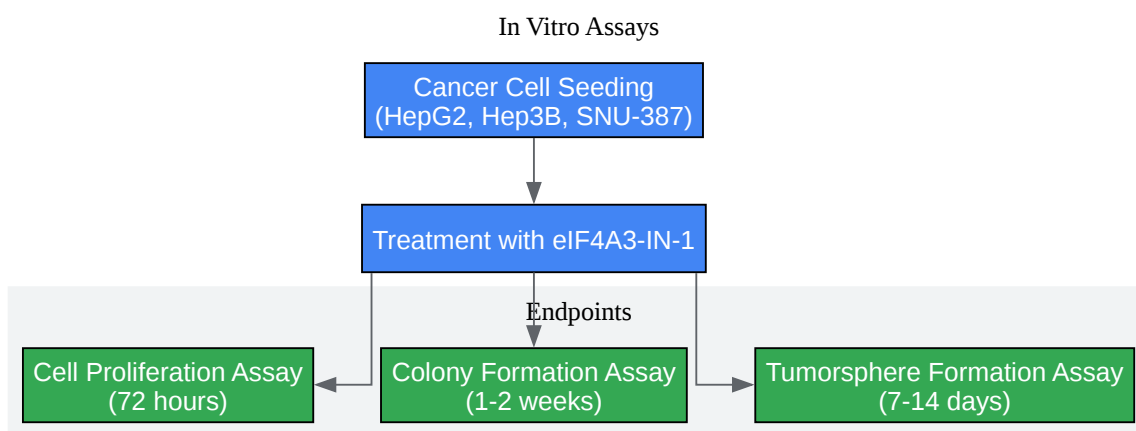 In Vitro Assays
Cancer Cell Seeding
(HepG2, Hep3B, SNU-387)
Treatment with eIF4A3-IN-1
Endpoints
Cell Proliferation Assay
(72 hours)
Colony Formation Assay
(1-2 weeks)
Tumorsphere Formation Assay
(7-14 days)